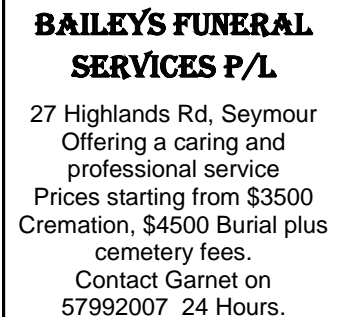 BAILEYS FUNERAL
SERVICES P/L
27 Highlands Rd, Seymour
Offering a caring and
professional service
Prices starting from $3500
Cremation, $4500 Burial plus
cemetery fees.
Contact Garnet on
57992007 24 Hours.